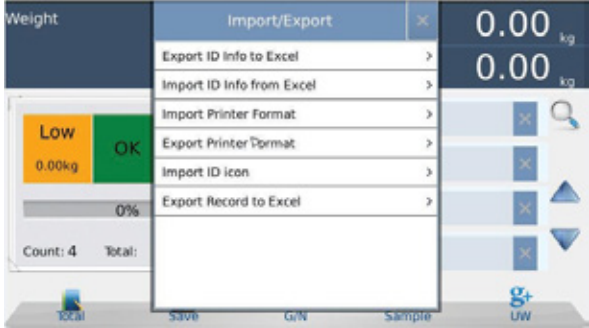 Weight
Import/Export
×
0.00 kg
0.00 kg
Export ID Info to Excel >
Import ID Info from Excel >
Import Printer Format >
Export Printer Format >
Import ID icon >
Export Record to Excel >
Low
0.00kg
OK
0%
Count: 4 Total:
Total
Save
G/N
Sample
g+
UW